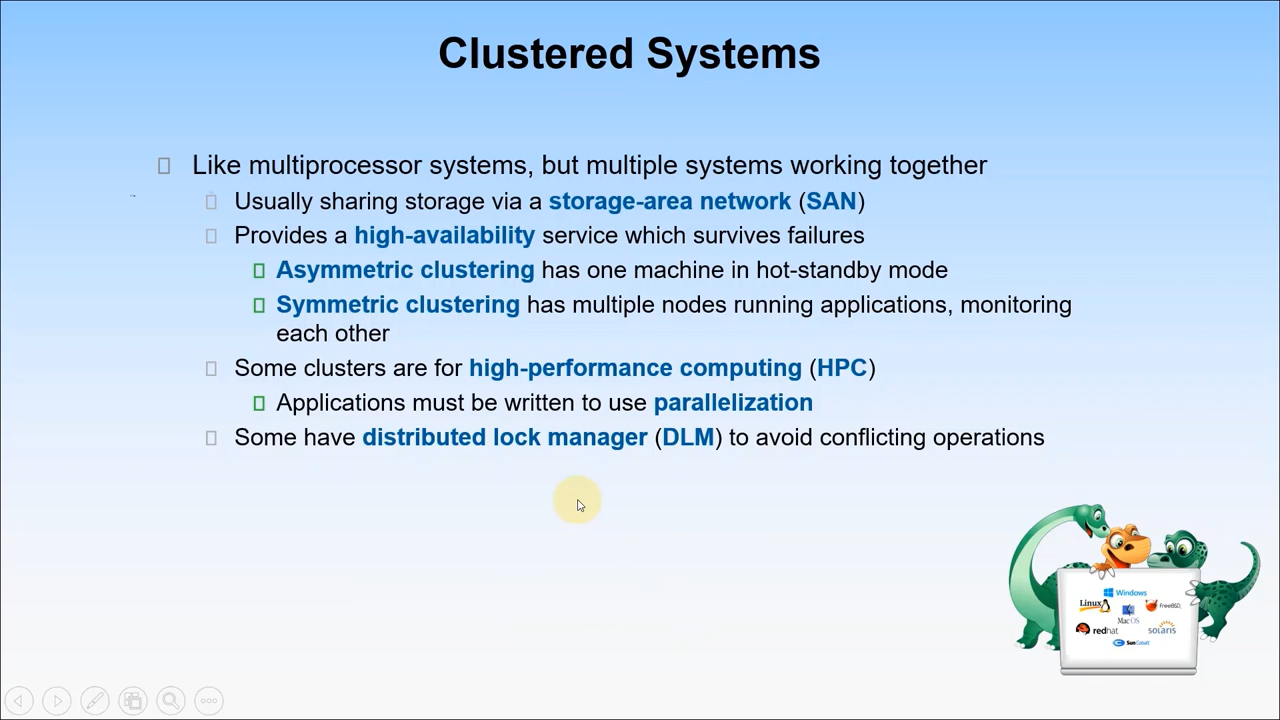 Clustered Systems
Like multiprocessor systems, but multiple systems working together
Usually sharing storage via a storage-area network (SAN)
Provides a high-availability service which survives failures
Asymmetric clustering has one machine in hot-standby mode
Symmetric clustering has multiple nodes running applications, monitoring
each other
Some clusters are for high-performance computing (HPC)
Applications must be written to use parallelization
Some have distributed lock manager (DLM) to avoid conflicting operations
Windows
Linux
FreeBSD
Mac OS
redhat
solaris
Sun Cobalt